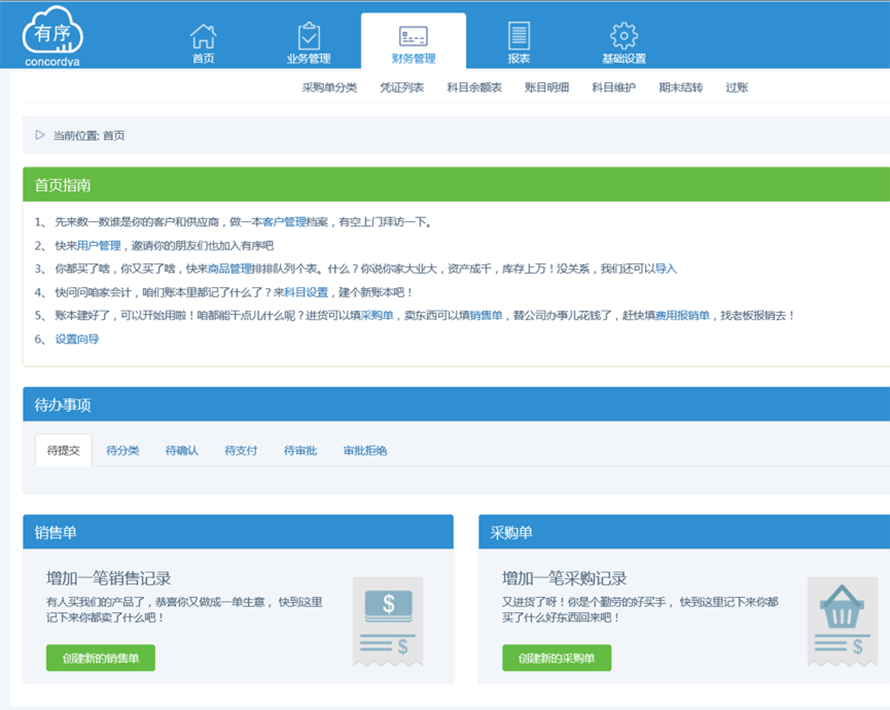 有序
concordya
首页
业务管理
财务管理
报表
基础设置
采购单分类 凭证列表 科目余额表 账目明细 科目维护 期末结转 过账
当前位置: 首页
首页指南
1、 先来数一数谁是你的客户和供应商，做一本客户管理档案，有空上门拜访一下。
2、 快来用户管理，邀请你的朋友们也加入有序吧
3、 你都买了啥，你又买了啥，快来商品管理排排队列个表。什么？你说你家大业大，资产成千，库存上万！没关系，我们还可以导入
4、 快问问咱家会计，咱们账本里都记了什么了？来科目设置，建个新账本吧！
5、 账本建好了，可以开始用啦！咱都能干点儿什么呢？进货可以填采购单，卖东西可以填销售单，替公司办事儿花钱了，赶快填费用报销单，找老板报销去！
6、 设置向导
待办事项
待提交 待分类 待确认 待支付 待审批 审批拒绝
销售单
增加一笔销售记录
有人买我们的产品了，恭喜你又做成一单生意， 快到这里
记下来你都卖了什么吧！
创建新的销售单
$
$
采购单
增加一笔采购记录
又进货了呀！你是个勤劳的好买手， 快到这里记下来你都
买了什么好东西回来吧！
创建新的采购单
$